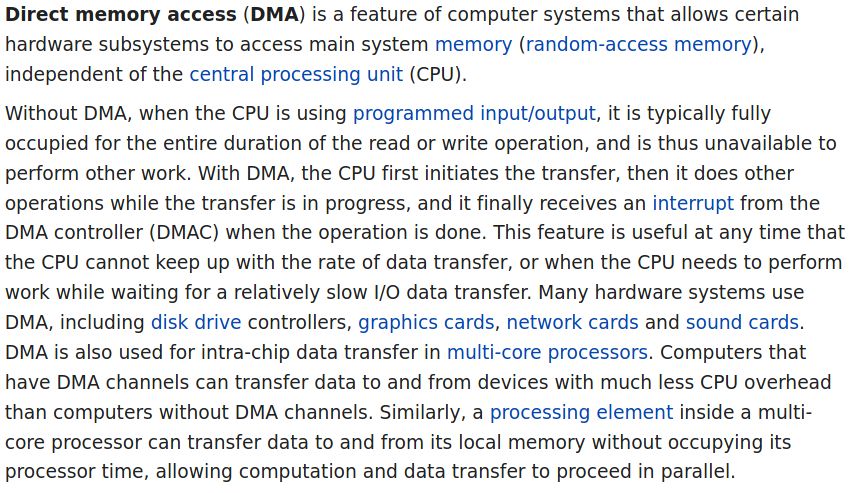 Direct memory access (DMA) is a feature of computer systems that allows certain
hardware subsystems to access main system memory (random-access memory),
independent of the central processing unit (CPU).
Without DMA, when the CPU is using programmed input/output, it is typically fully
occupied for the entire duration of the read or write operation, and is thus unavailable to
perform other work. With DMA, the CPU first initiates the transfer, then it does other
operations while the transfer is in progress, and it finally receives an interrupt from the
DMA controller (DMAC) when the operation is done. This feature is useful at any time that
the CPU cannot keep up with the rate of data transfer, or when the CPU needs to perform
work while waiting for a relatively slow I/O data transfer. Many hardware systems use
DMA, including disk drive controllers, graphics cards, network cards and sound cards.
DMA is also used for intra-chip data transfer in multi-core processors. Computers that
have DMA channels can transfer data to and from devices with much less CPU overhead
than computers without DMA channels. Similarly, a processing element inside a multi-
core processor can transfer data to and from its local memory without occupying its
processor time, allowing computation and data transfer to proceed in parallel.